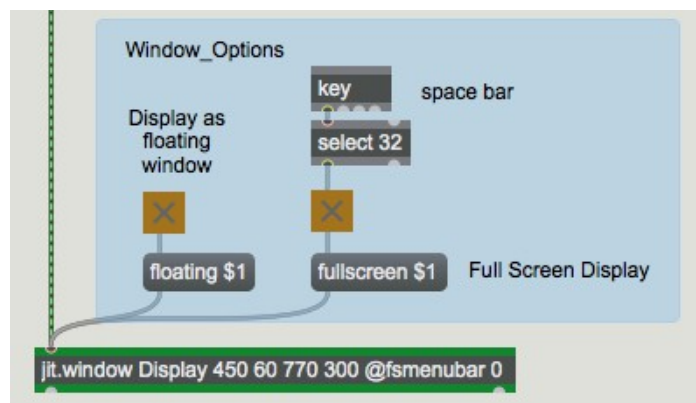 Window_Options
key
space bar
Display as
floating
window
select 32
floating $1
fullscreen $1
Full Screen Display
jit.window Display 450 60 770 300 @fsmenubar 0